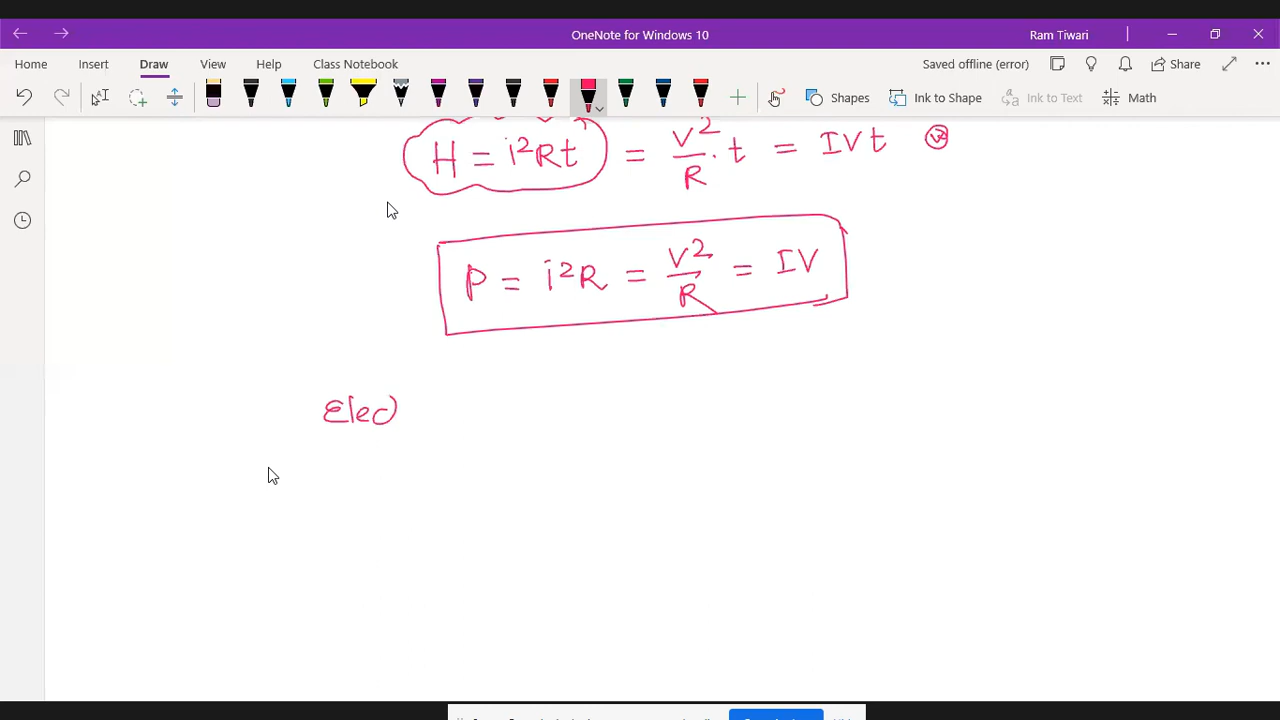 OneNote for Windows 10
Ram Tiwari
Home Insert Draw View Help Class Notebook
Saved offline (error) Share
Shapes Ink to Shape Ink to Text Math
H = i²Rt = V²/R · t = IVt
P = i²R = V²/R = IV
Elec